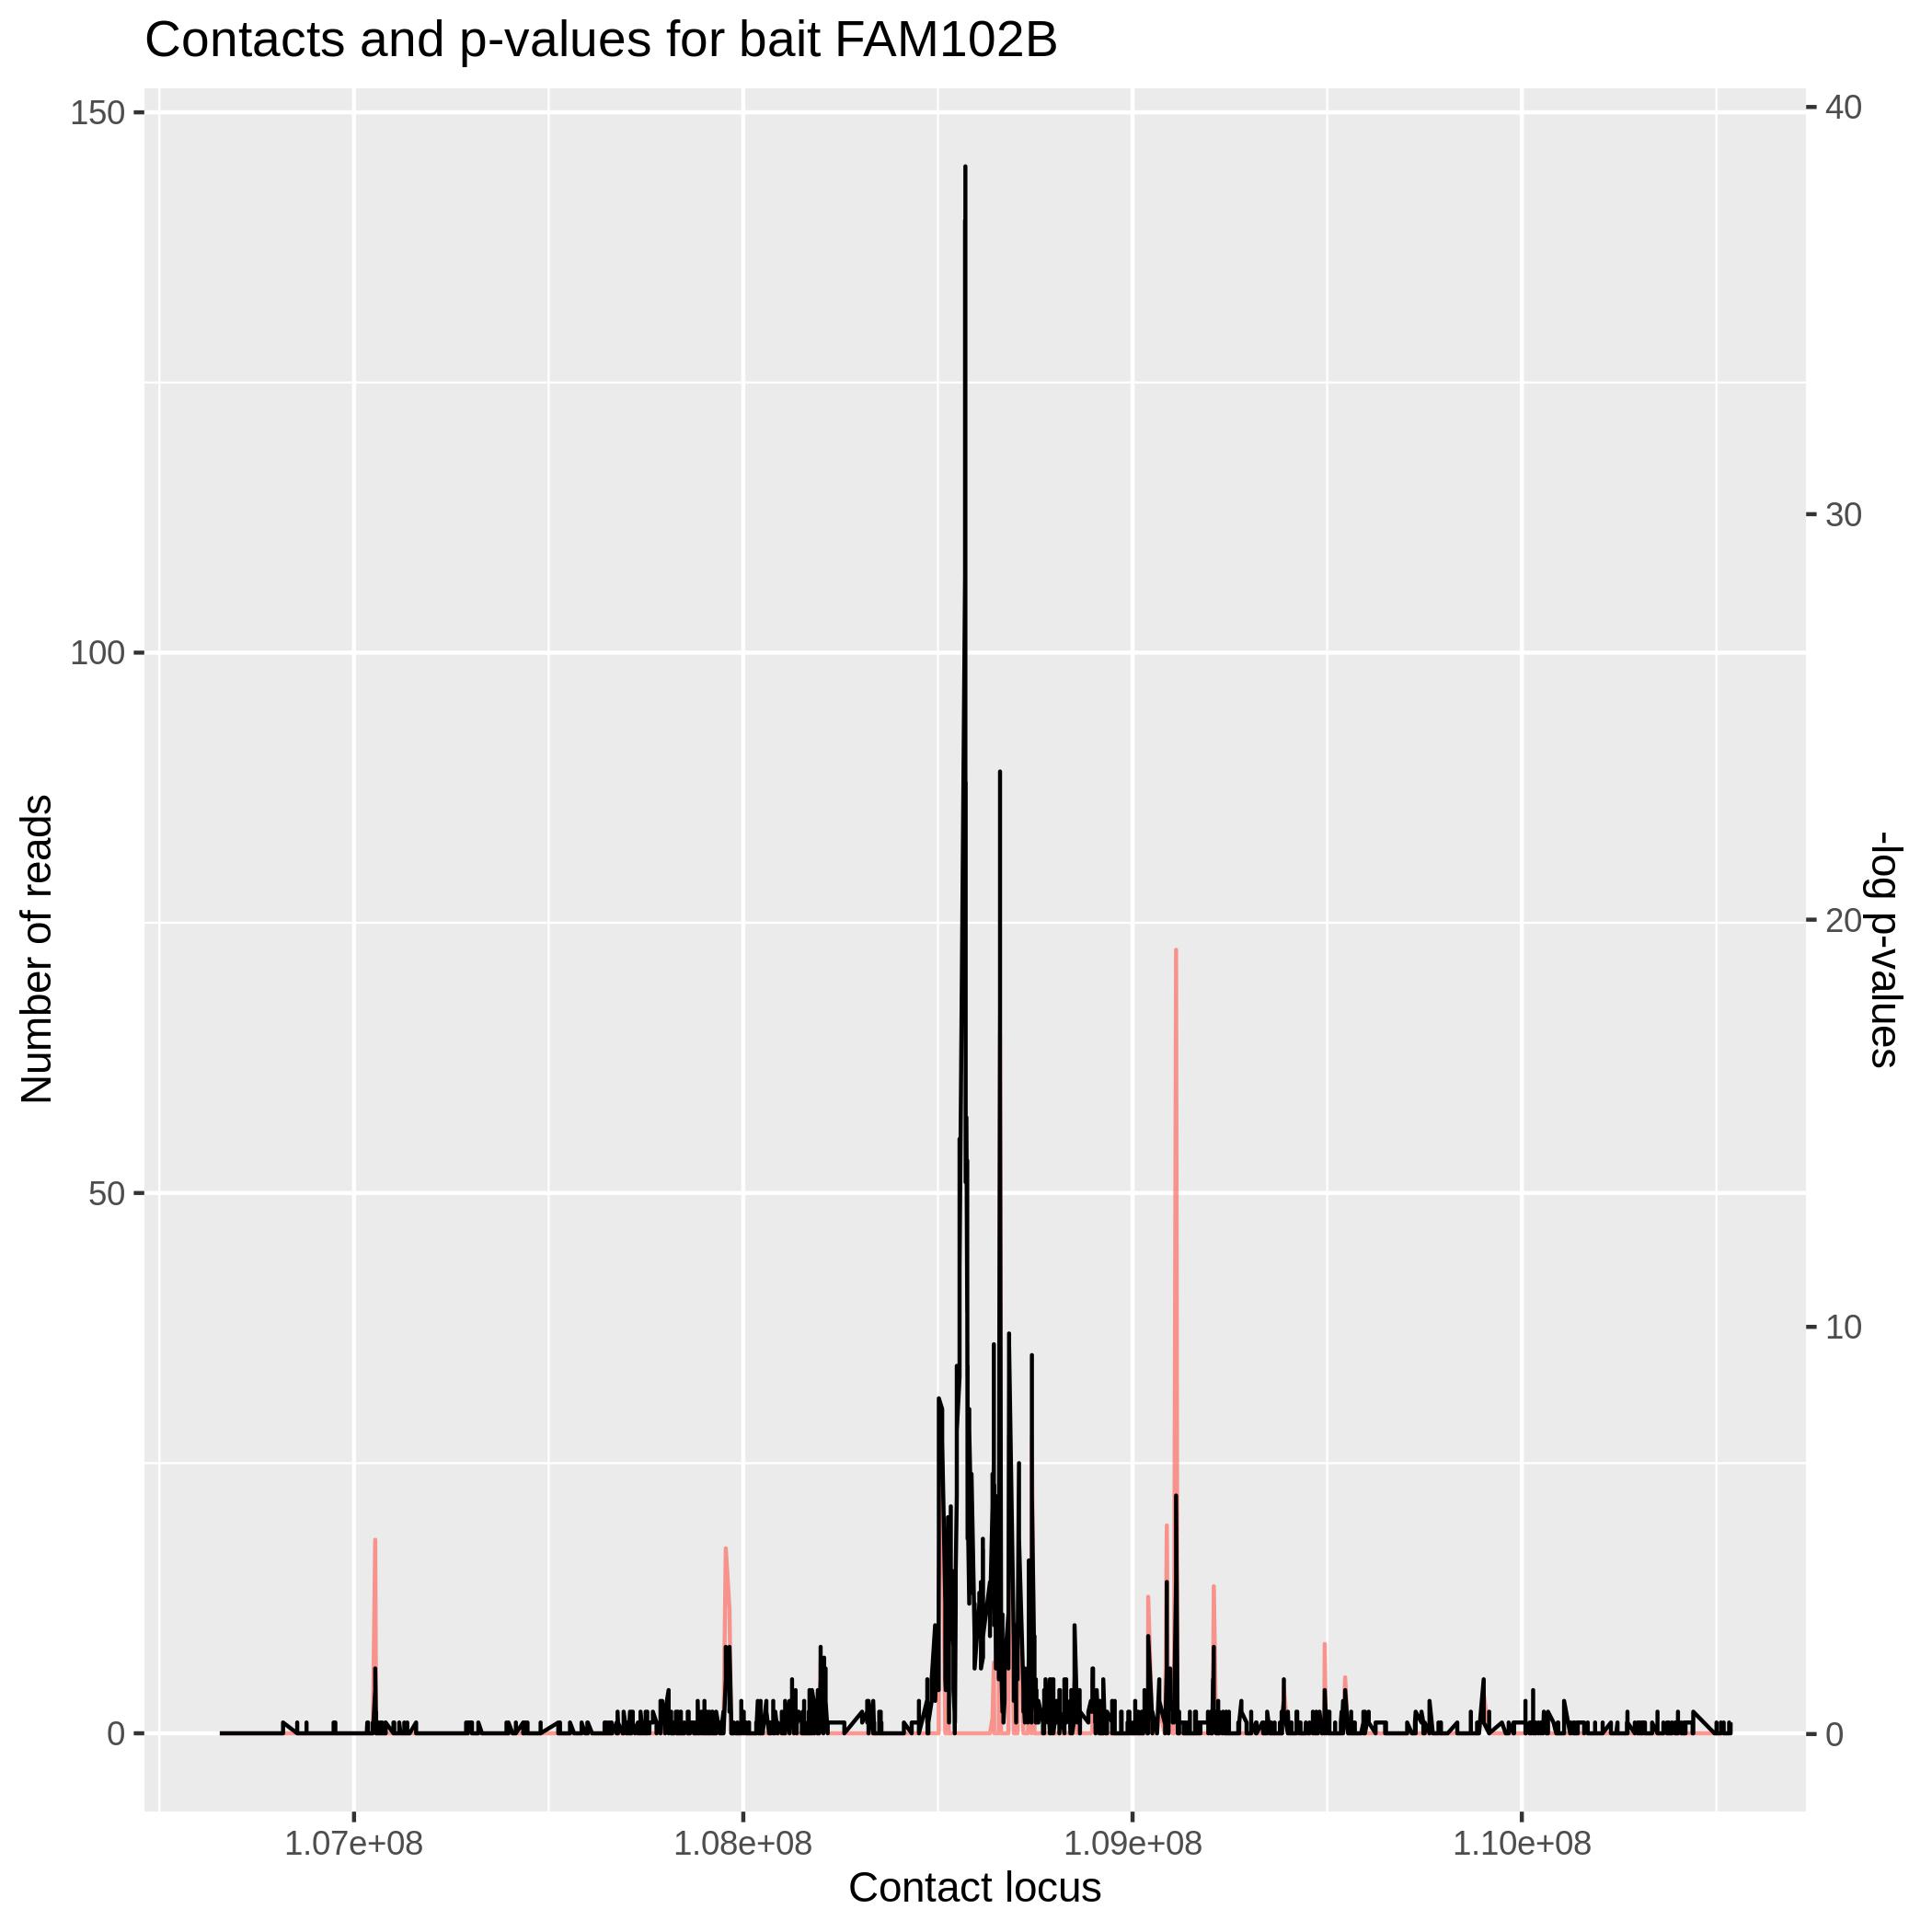 Contacts and p-values for bait FAM102B
150
100
50
0
Number of reads
40
30
20
10
0
-log p-values
1.07e+08
1.08e+08
1.09e+08
1.10e+08
Contact locus